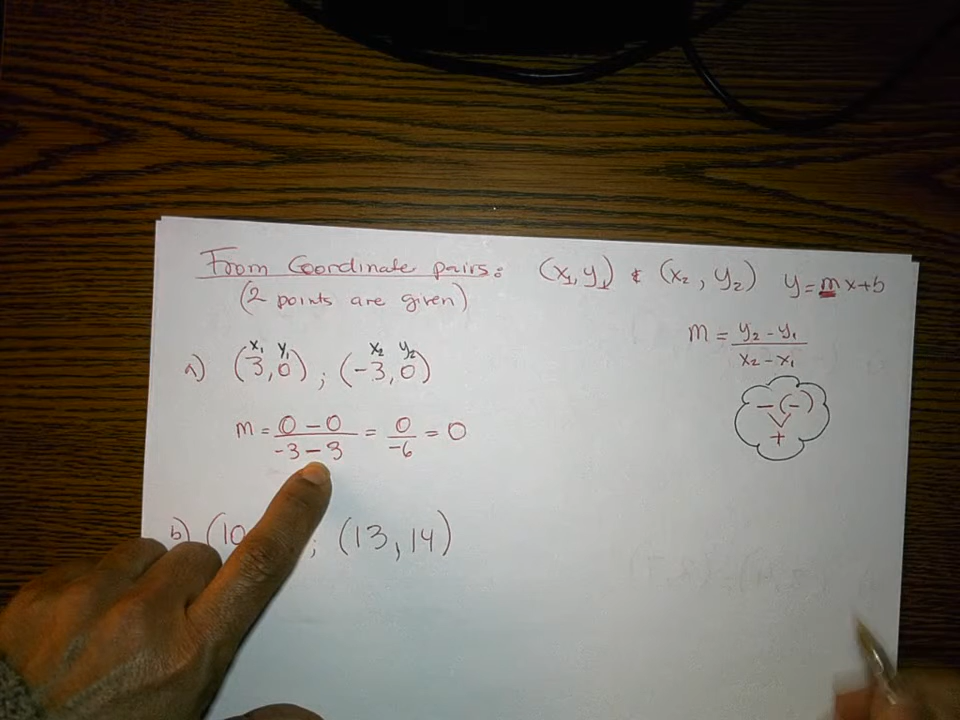 From Coordinate pairs: (x₁, y₁) & (x₂, y₂) y = mx+b
(2 points are given)
m = y₂ - y₁ / x₂ - x₁
x₁ y₁ x₂ y₂
a) (3, 0) ; (-3, 0)
- (-)
+
m = 0 - 0 / -3 - 3 = 0 / -6 = 0
b) (10 ; (13, 14)